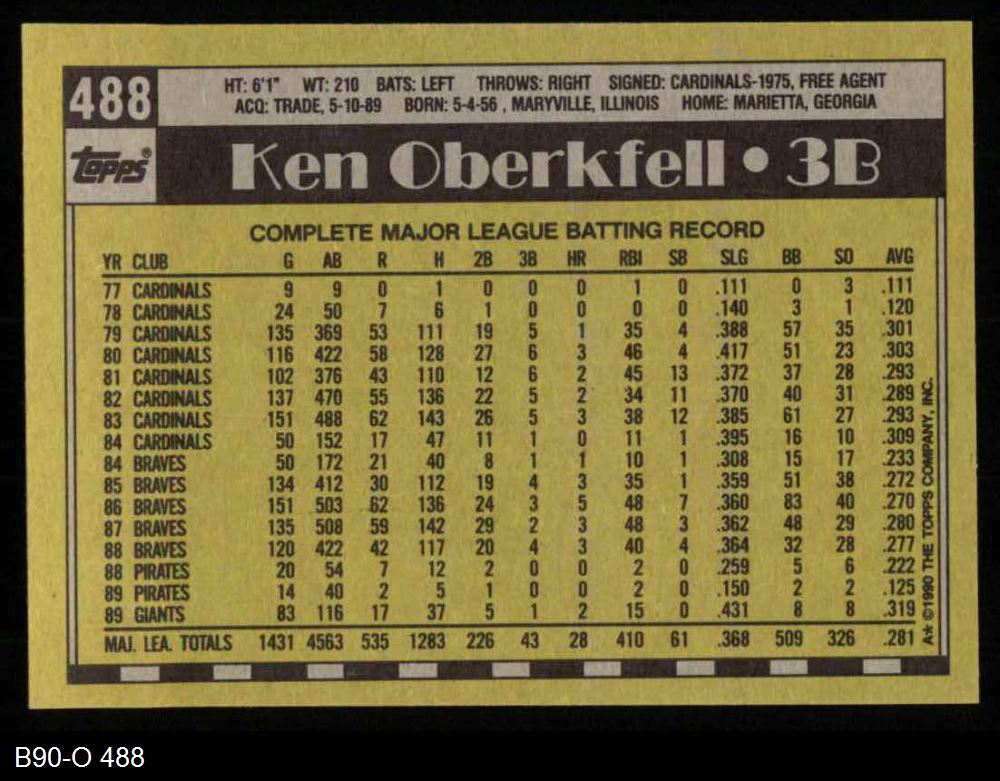 488
HT: 6'1" WT: 210 BATS: LEFT THROWS: RIGHT SIGNED: CARDINALS-1975, FREE AGENT
ACQ: TRADE, 5-10-89 BORN: 5-4-56 , MARYVILLE, ILLINOIS HOME: MARIETTA, GEORGIA
topps® Ken Oberkfell • 3B
COMPLETE MAJOR LEAGUE BATTING RECORD
YR CLUB G AB R H 2B 3B HR RBI SB SLG BB SO AVG
77 CARDINALS 9 9 0 1 0 0 0 1 0 .111 0 3 .111
78 CARDINALS 24 50 7 6 1 0 0 0 0 .140 3 1 .120
79 CARDINALS 135 369 53 111 19 5 1 35 4 .388 57 35 .301
80 CARDINALS 116 422 58 128 27 6 3 46 4 .417 51 23 .303
81 CARDINALS 102 376 43 110 12 6 2 45 13 .372 37 28 .293
82 CARDINALS 137 470 55 136 22 5 2 34 11 .370 40 31 .289
83 CARDINALS 151 488 62 143 26 5 3 38 12 .385 61 27 .293
84 CARDINALS 50 152 17 47 11 1 0 11 1 .395 16 10 .309
84 BRAVES 50 172 21 40 8 1 1 10 1 .308 15 17 .233
85 BRAVES 134 412 30 112 19 4 3 35 1 .359 51 38 .272
86 BRAVES 151 503 62 136 24 3 5 48 7 .360 83 40 .270
87 BRAVES 135 508 59 142 29 2 3 48 3 .362 48 29 .280
88 BRAVES 120 422 42 117 20 4 3 40 4 .364 32 28 .277
88 PIRATES 20 54 7 12 2 0 0 2 0 .259 5 6 .222
89 PIRATES 14 40 2 5 1 0 0 2 0 .150 2 2 .125
89 GIANTS 83 116 17 37 5 1 2 15 0 .431 8 8 .319
MAJ. LEA. TOTALS 1431 4563 535 1283 226 43 28 410 61 .368 509 326 .281
A* ©1990 THE TOPPS COMPANY, INC.
B90-O 488